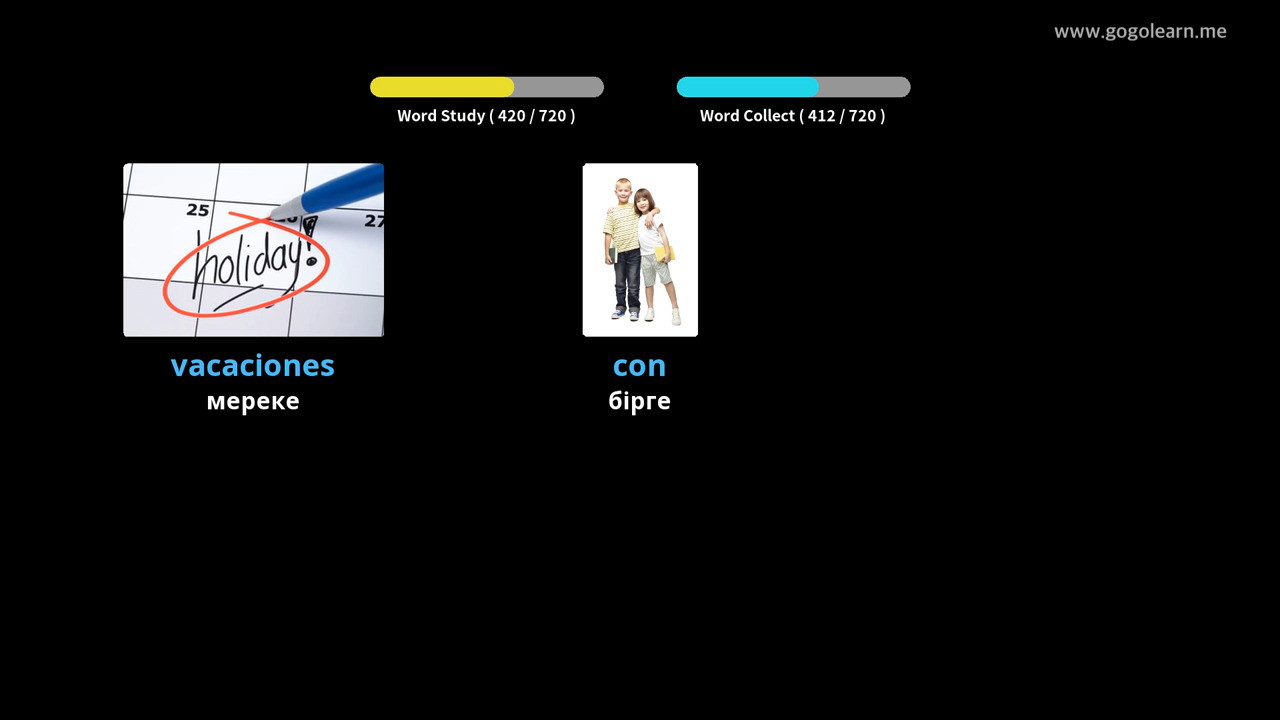 www.gogolearn.me
Word Study ( 420 / 720 )
Word Collect ( 412 / 720 )
25
27
holiday!
vacaciones
con
мереке
бірге